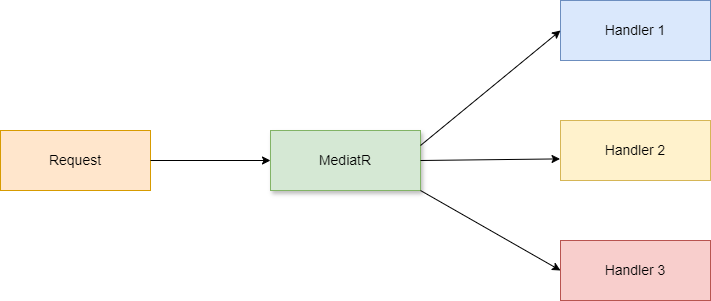 Handler 1
Request
MediatR
Handler 2
Handler 3